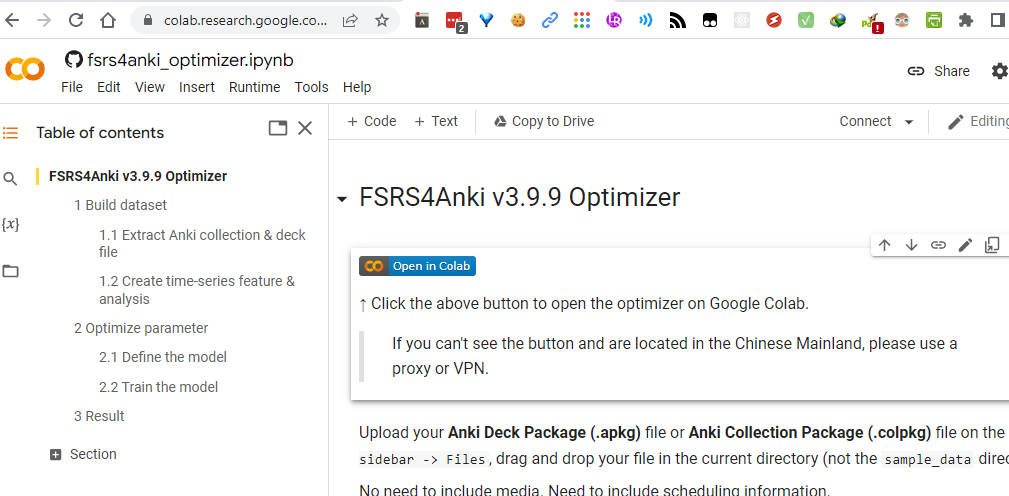 colab.research.google.co...
2
fsrs4anki_optimizer.ipynb
File Edit View Insert Runtime Tools Help
Share
Table of contents
+ Code + Text Copy to Drive
Connect
Editing
FSRS4Anki v3.9.9 Optimizer
1 Build dataset
1.1 Extract Anki collection & deck
file
1.2 Create time-series feature &
analysis
2 Optimize parameter
2.1 Define the model
2.2 Train the model
3 Result
Section
{x}
FSRS4Anki v3.9.9 Optimizer
Open in Colab
↑ Click the above button to open the optimizer on Google Colab.
If you can't see the button and are located in the Chinese Mainland, please use a
proxy or VPN.
Upload your Anki Deck Package (.apkg) file or Anki Collection Package (.colpkg) file on the
sidebar -> Files, drag and drop your file in the current directory (not the sample_data direc
No need to include media. Need to include scheduling information.